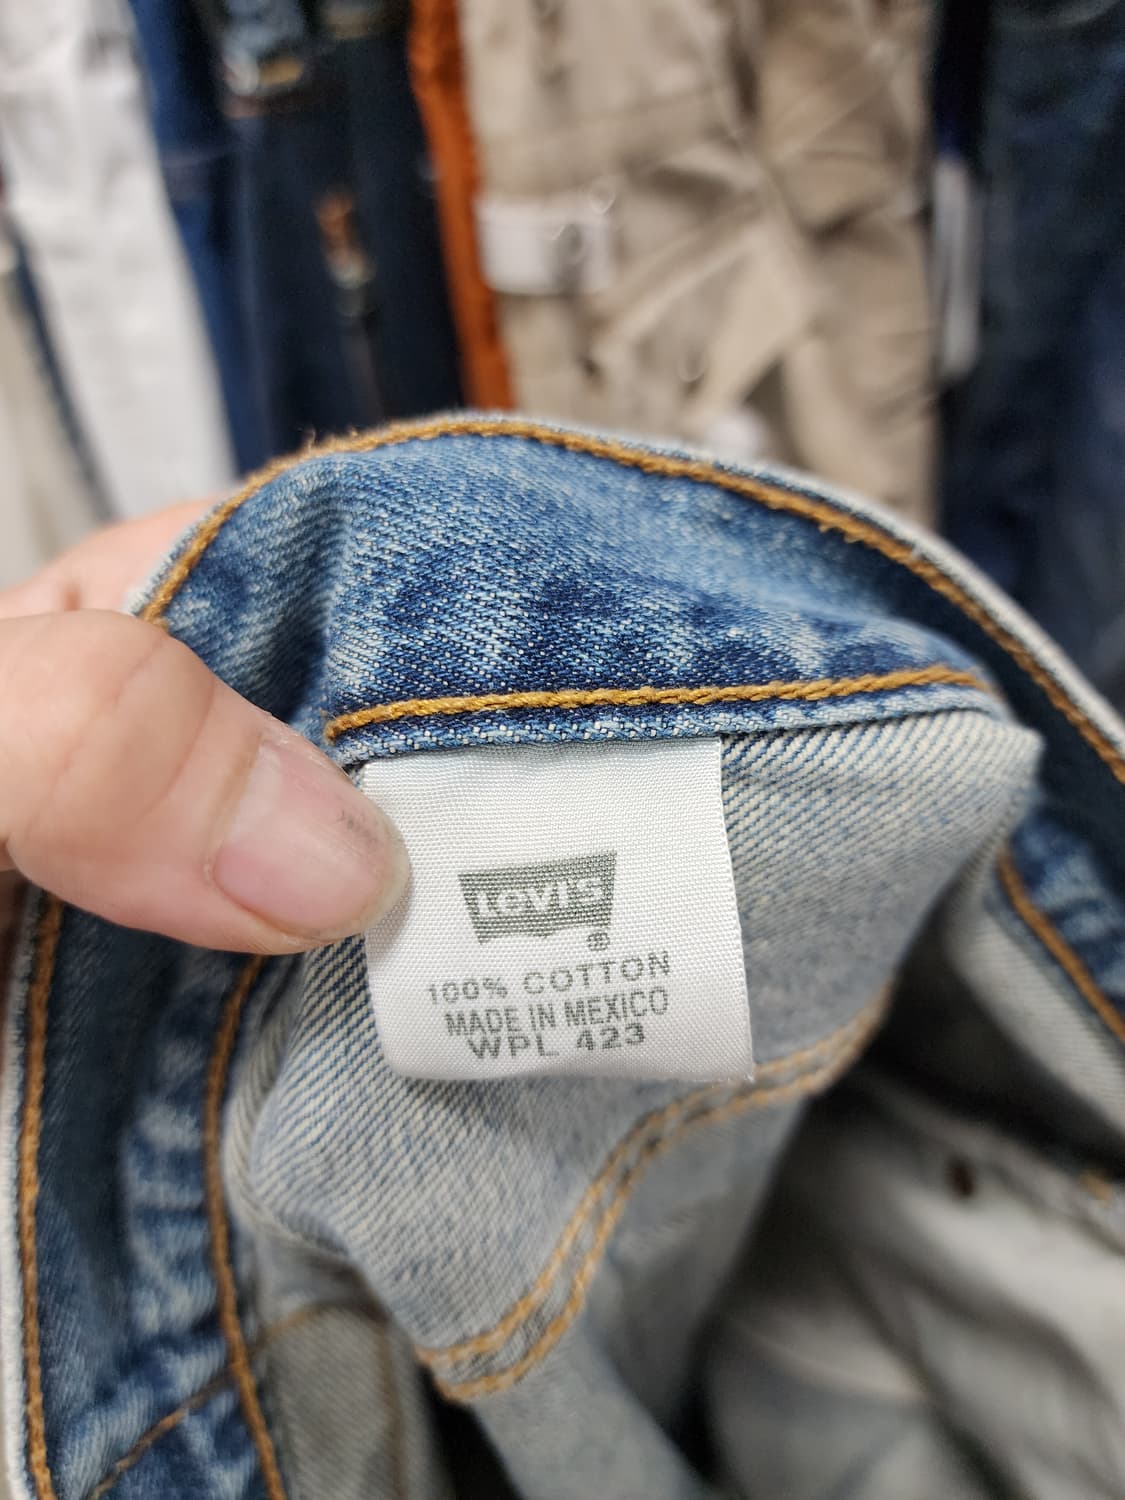 Levi's
®
100% COTTON
MADE IN MEXICO
WPL 423